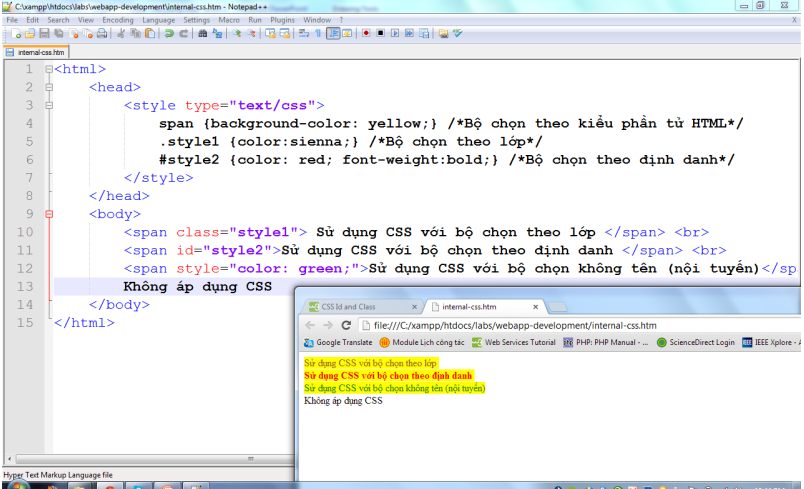 C:\xampp\htdocs\labs\webapp-development\internal-css.htm - Notepad++
File Edit Search View Encoding Language Settings Macro Run Plugins Window ? X
internal-css.htm
1 <html>
2 <head>
3 <style type="text/css">
4 span {background-color: yellow;} /*Bộ chọn theo kiểu phần tử HTML*/
5 .style1 {color:sienna;} /*Bộ chọn theo lớp*/
6 #style2 {color: red; font-weight:bold;} /*Bộ chọn theo định danh*/
7 </style>
8 </head>
9 <body>
10 <span class="style1"> Sử dụng CSS với bộ chọn theo lớp </span> <br>
11 <span id="style2">Sử dụng CSS với bộ chọn theo định danh </span> <br>
12 <span style="color: green;">Sử dụng CSS với bộ chọn không tên (nội tuyến)</sp
13 Không áp dụng CSS
14 </body>
15 </html>
CSS Id and Class x internal-css.htm x
file:///C:/xampp/htdocs/labs/webapp-development/internal-css.htm
Google Translate Module Lịch công tác Web Services Tutorial PHP: PHP Manual - ... ScienceDirect Login IEEE Xplore - A
Sử dụng CSS với bộ chọn theo lớp
Sử dụng CSS với bộ chọn theo định danh
Sử dụng CSS với bộ chọn không tên (nội tuyến)
Không áp dụng CSS
Hyper Text Markup Language file